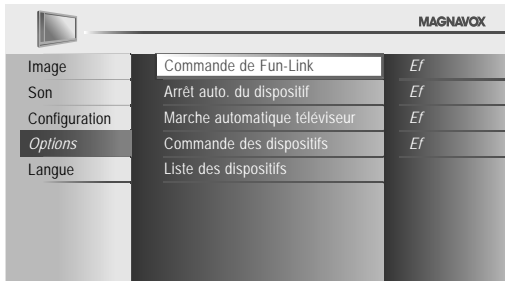 MAGNAVOX
Image
Commande de Fun-Link
Ef
Son
Arrêt auto. du dispositif
Ef
Configuration
Marche automatique téléviseur
Ef
Options
Commande des dispositifs
Ef
Langue
Liste des dispositifs